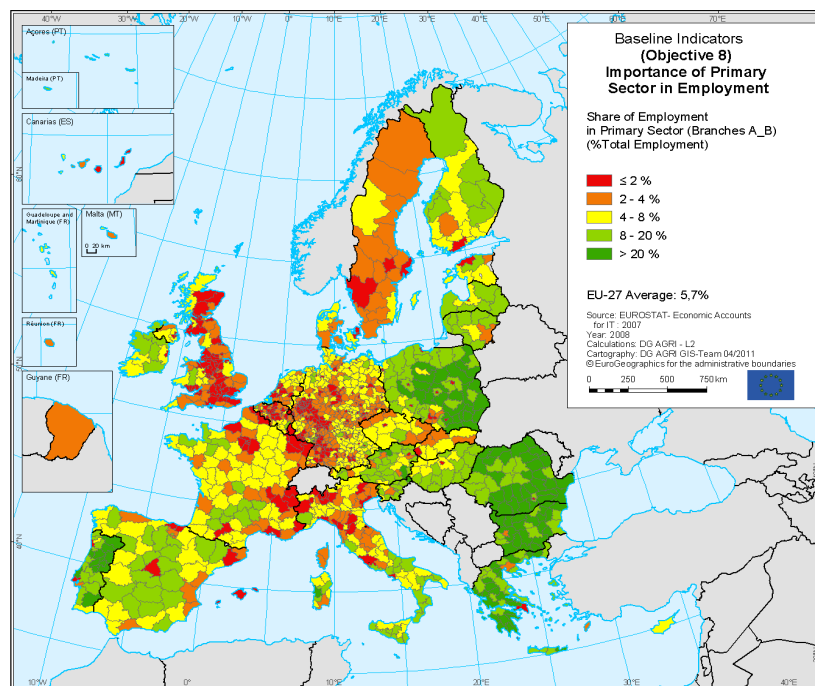 40°W
30°W
20°W
10°W
0°
10°E
20°E
30°E
40°E
50°E
60°E
70°E
Açores (PT)
Madeira (PT)
Canarias (ES)
Guadeloupe and
Martinique (FR)
Malta (MT)
0 20 km
Réunion (FR)
Guyane (FR)
60°N
50°N
40°N
Baseline Indicators
(Objective 8)
Importance of Primary
Sector in Employment
Share of Employment
in Primary Sector (Branches A_B)
(%Total Employment)
≤ 2 %
2 - 4 %
4 - 8 %
8 - 20 %
> 20 %
EU-27 Average: 5,7%
Source: EUROSTAT- Economic Accounts
for IT : 2007
Year: 2008
Calculations: DG AGRI - L2
Cartography: DG AGRI GIS-Team 04/2011
© EuroGeographics for the administrative boundaries
0 250 500 750 km
10°W
0°
10°E
20°E
30°E
40°E